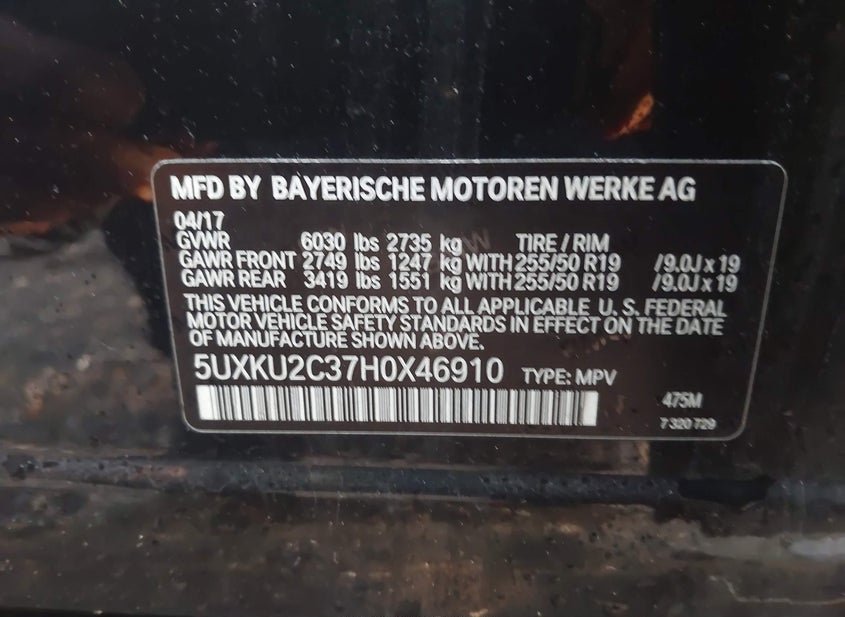 MFD BY BAYERISCHE MOTOREN WERKE AG
04/17
GVWR 6030 lbs 2735 kg TIRE / RIM
GAWR FRONT 2749 lbs 1247 kg WITH 255/50 R19 /9.0J x 19
GAWR REAR 3419 lbs 1551 kg WITH 255/50 R19 /9.0J x 19
THIS VEHICLE CONFORMS TO ALL APPLICABLE U. S. FEDERAL
MOTOR VEHICLE SAFETY STANDARDS IN EFFECT ON THE DATE
OF MANUFACTURE SHOWN ABOVE.
5UXKU2C37H0X46910 TYPE: MPV
475M
7 320 729